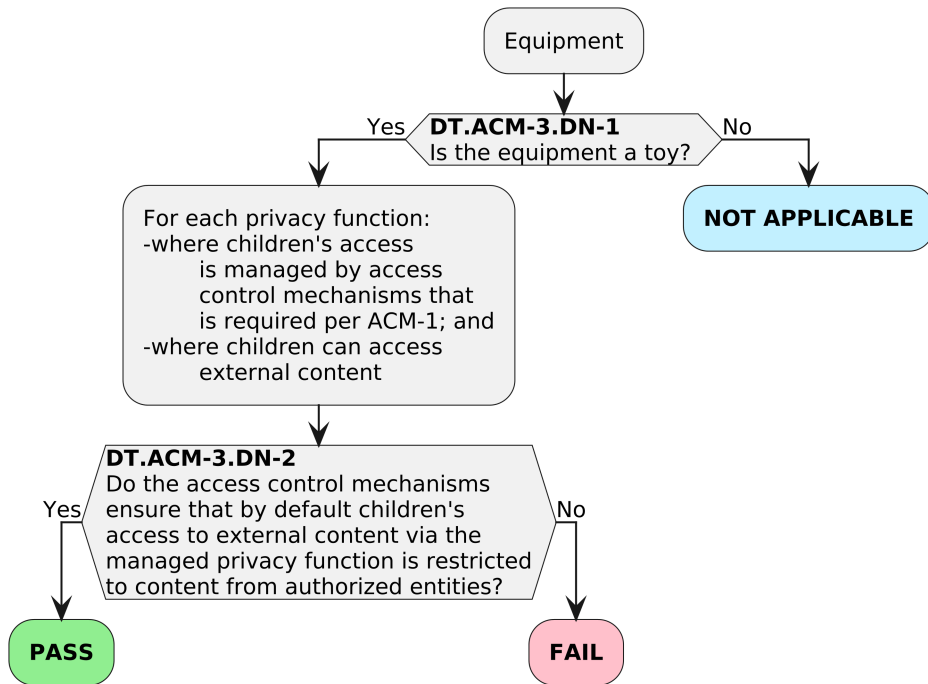 Equipment
Yes
DT.ACM-3.DN-1
Is the equipment a toy?
No
For each privacy function:
-where children's access
is managed by access
control mechanisms that
is required per ACM-1; and
-where children can access
external content
NOT APPLICABLE
DT.ACM-3.DN-2
Do the access control mechanisms
ensure that by default children's
access to external content via the
managed privacy function is restricted
to content from authorized entities?
Yes
No
PASS
FAIL